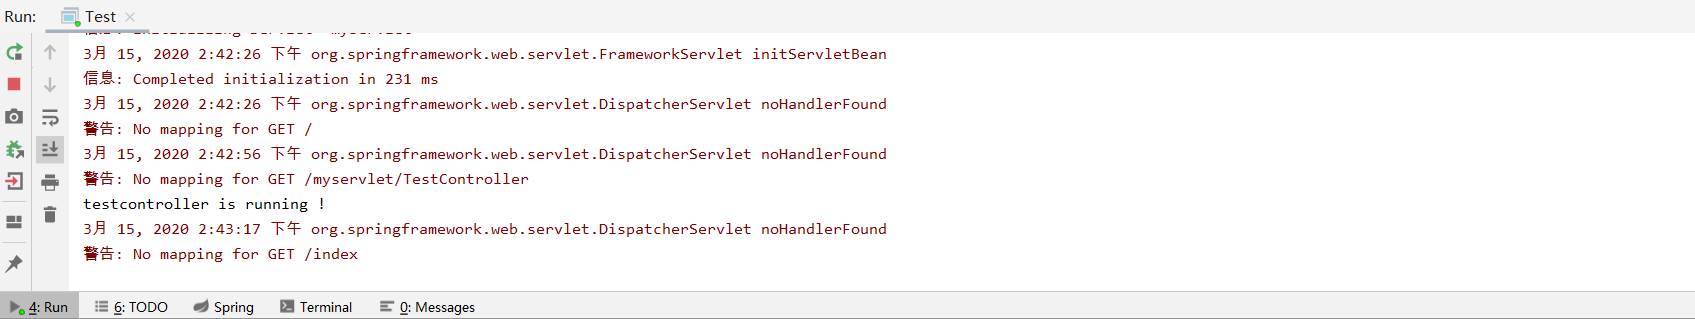 Run: Test
3月 15, 2020 2:42:26 下午 org.springframework.web.servlet.FrameworkServlet initServletBean
信息: Completed initialization in 231 ms
3月 15, 2020 2:42:26 下午 org.springframework.web.servlet.DispatcherServlet noHandlerFound
警告: No mapping for GET /
3月 15, 2020 2:42:56 下午 org.springframework.web.servlet.DispatcherServlet noHandlerFound
警告: No mapping for GET /myservlet/TestController
testcontroller is running !
3月 15, 2020 2:43:17 下午 org.springframework.web.servlet.DispatcherServlet noHandlerFound
警告: No mapping for GET /index
4: Run 6: TODO Spring Terminal 0: Messages